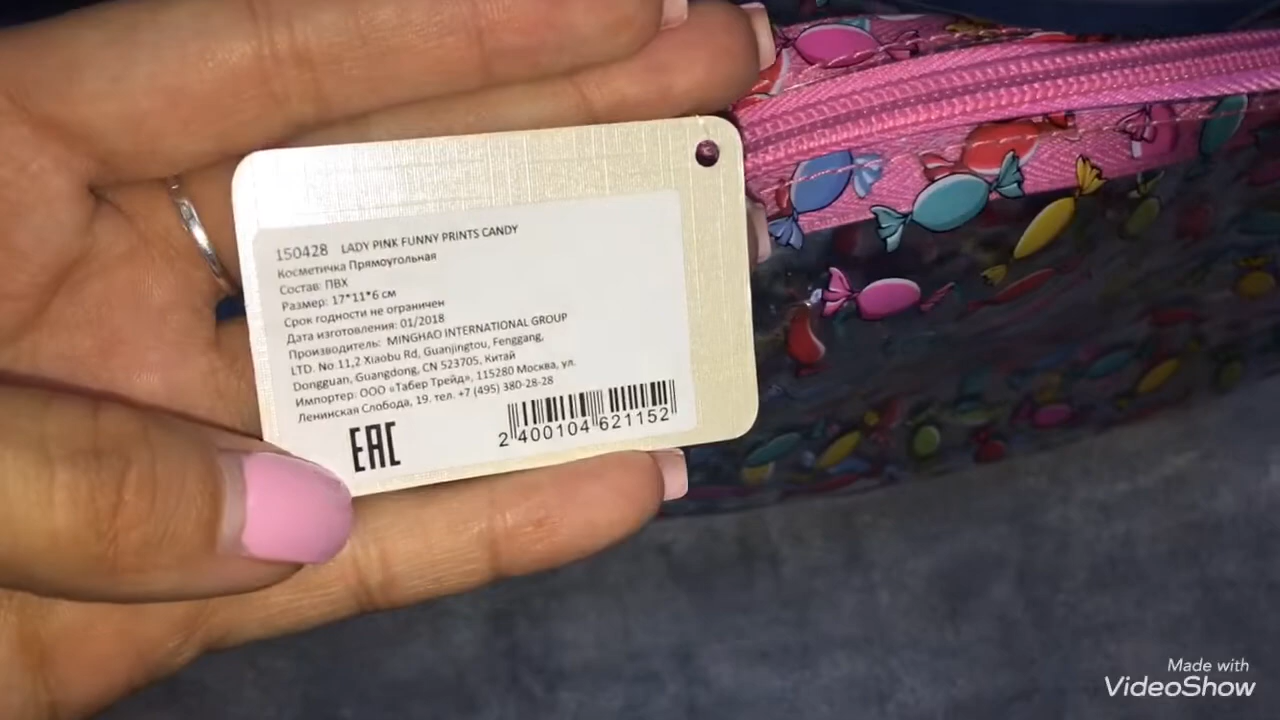 150428 LADY PINK FUNNY PRINTS CANDY
Косметичка Прямоугольная
Состав: ПВХ
Размер: 17*11*6 см
Срок годности не ограничен
Дата изготовления: 01/2018
Производитель: MINGHAO INTERNATIONAL GROUP
LTD. No.11,2 Xiaobu Rd, Guanjingtou, Fenggang,
Dongguan, Guangdong, CN 523705, Китай
Импортер: ООО «Табер Трейд», 115280 Москва, ул.
Ленинская Слобода, 19. тел. +7 (495) 380-28-28
EAC
2 400104 621152
Made with
VideoShow